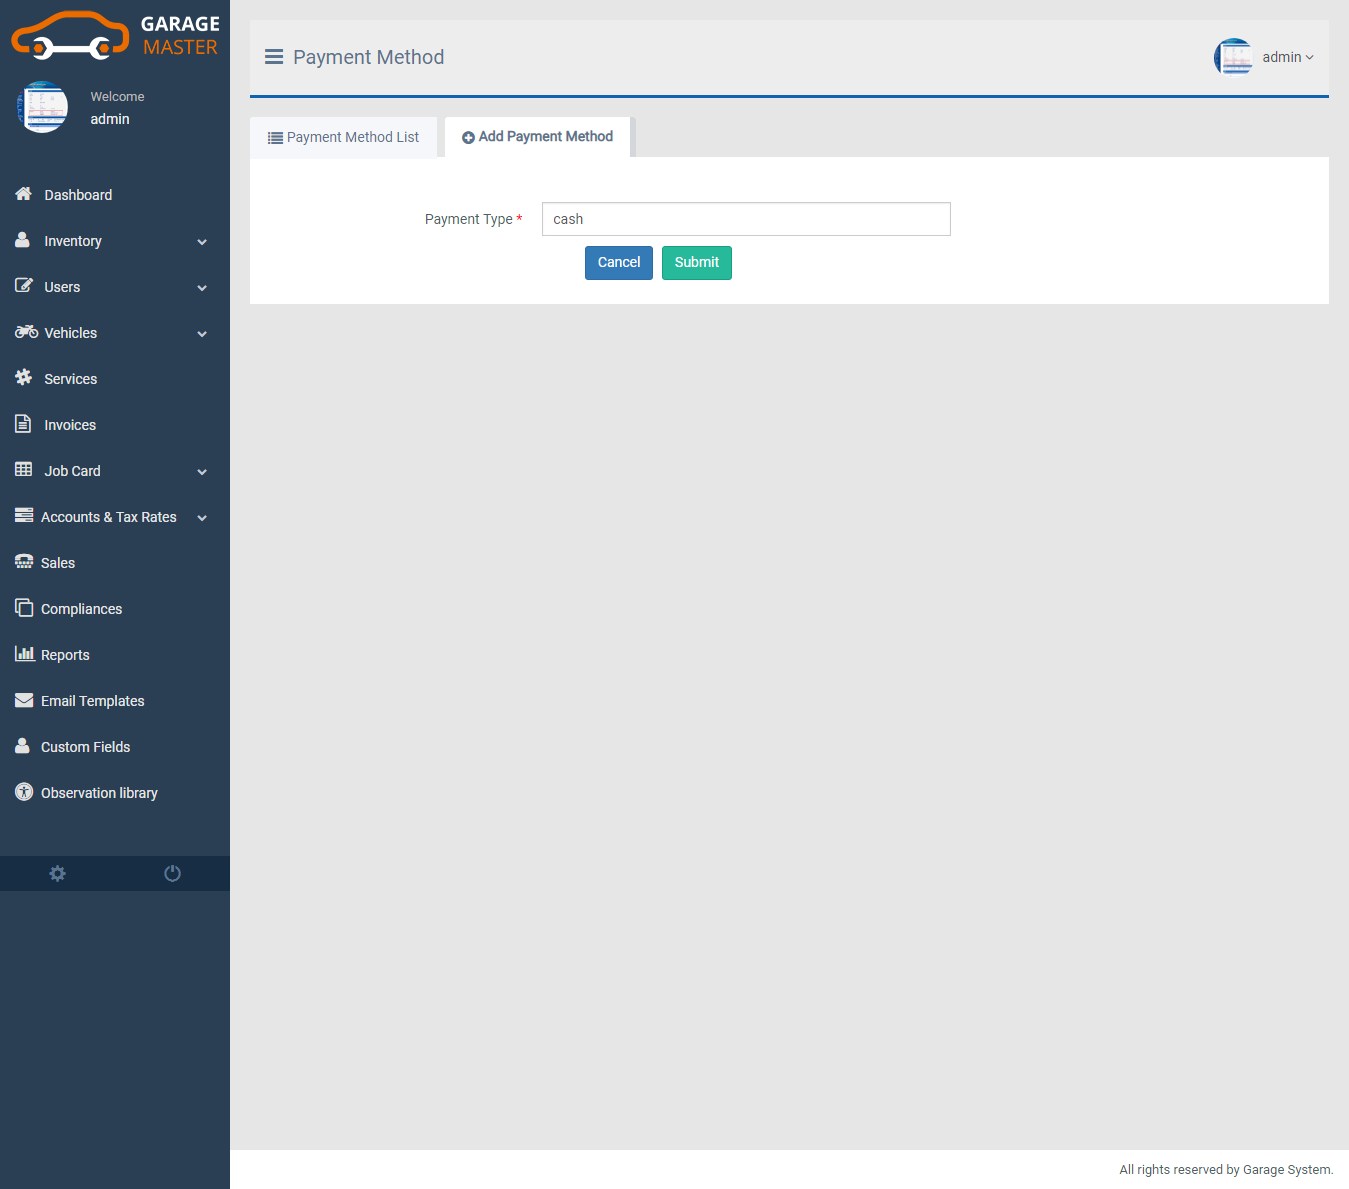 GARAGE
MASTER
Welcome
admin
Dashboard
Inventory
Users
Vehicles
Services
Invoices
Job Card
Accounts & Tax Rates
Sales
Compliances
Reports
Email Templates
Custom Fields
Observation library
Payment Method
admin
Payment Method List
Add Payment Method
Payment Type *
cash
Cancel
Submit
All rights reserved by Garage System.